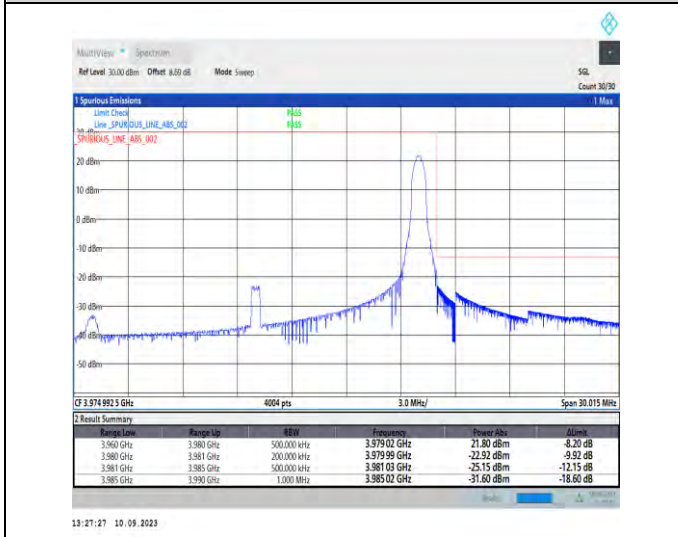 MultiView Spectrum
Ref Level 30.00 dBm Offset 8.69 dB Mode Sweep SGL
Count 30/30
1 Spurious Emissions 1 Max
Limit Check PASS
Line _SPURIOUS_LINE_ABS_002 PASS
_SPURIOUS_LINE_ABS_002
20 dBm
10 dBm
0 dBm
-10 dBm
-20 dBm
-30 dBm
-40 dBm
-50 dBm
CF 3.974 992 5 GHz 4004 pts 3.0 MHz/ Span 30.015 MHz
2 Result Summary
Range Low Range Up RBW Frequency Power Abs ΔLimit
3.960 GHz 3.980 GHz 500.000 kHz 3.979 02 GHz 21.80 dBm -8.20 dB
3.980 GHz 3.981 GHz 200.000 kHz 3.979 99 GHz -22.92 dBm -9.92 dB
3.981 GHz 3.985 GHz 500.000 kHz 3.981 03 GHz -25.15 dBm -12.15 dB
3.985 GHz 3.990 GHz 1.000 MHz 3.985 02 GHz -31.60 dBm -18.60 dB
13:27:27 10.09.2023